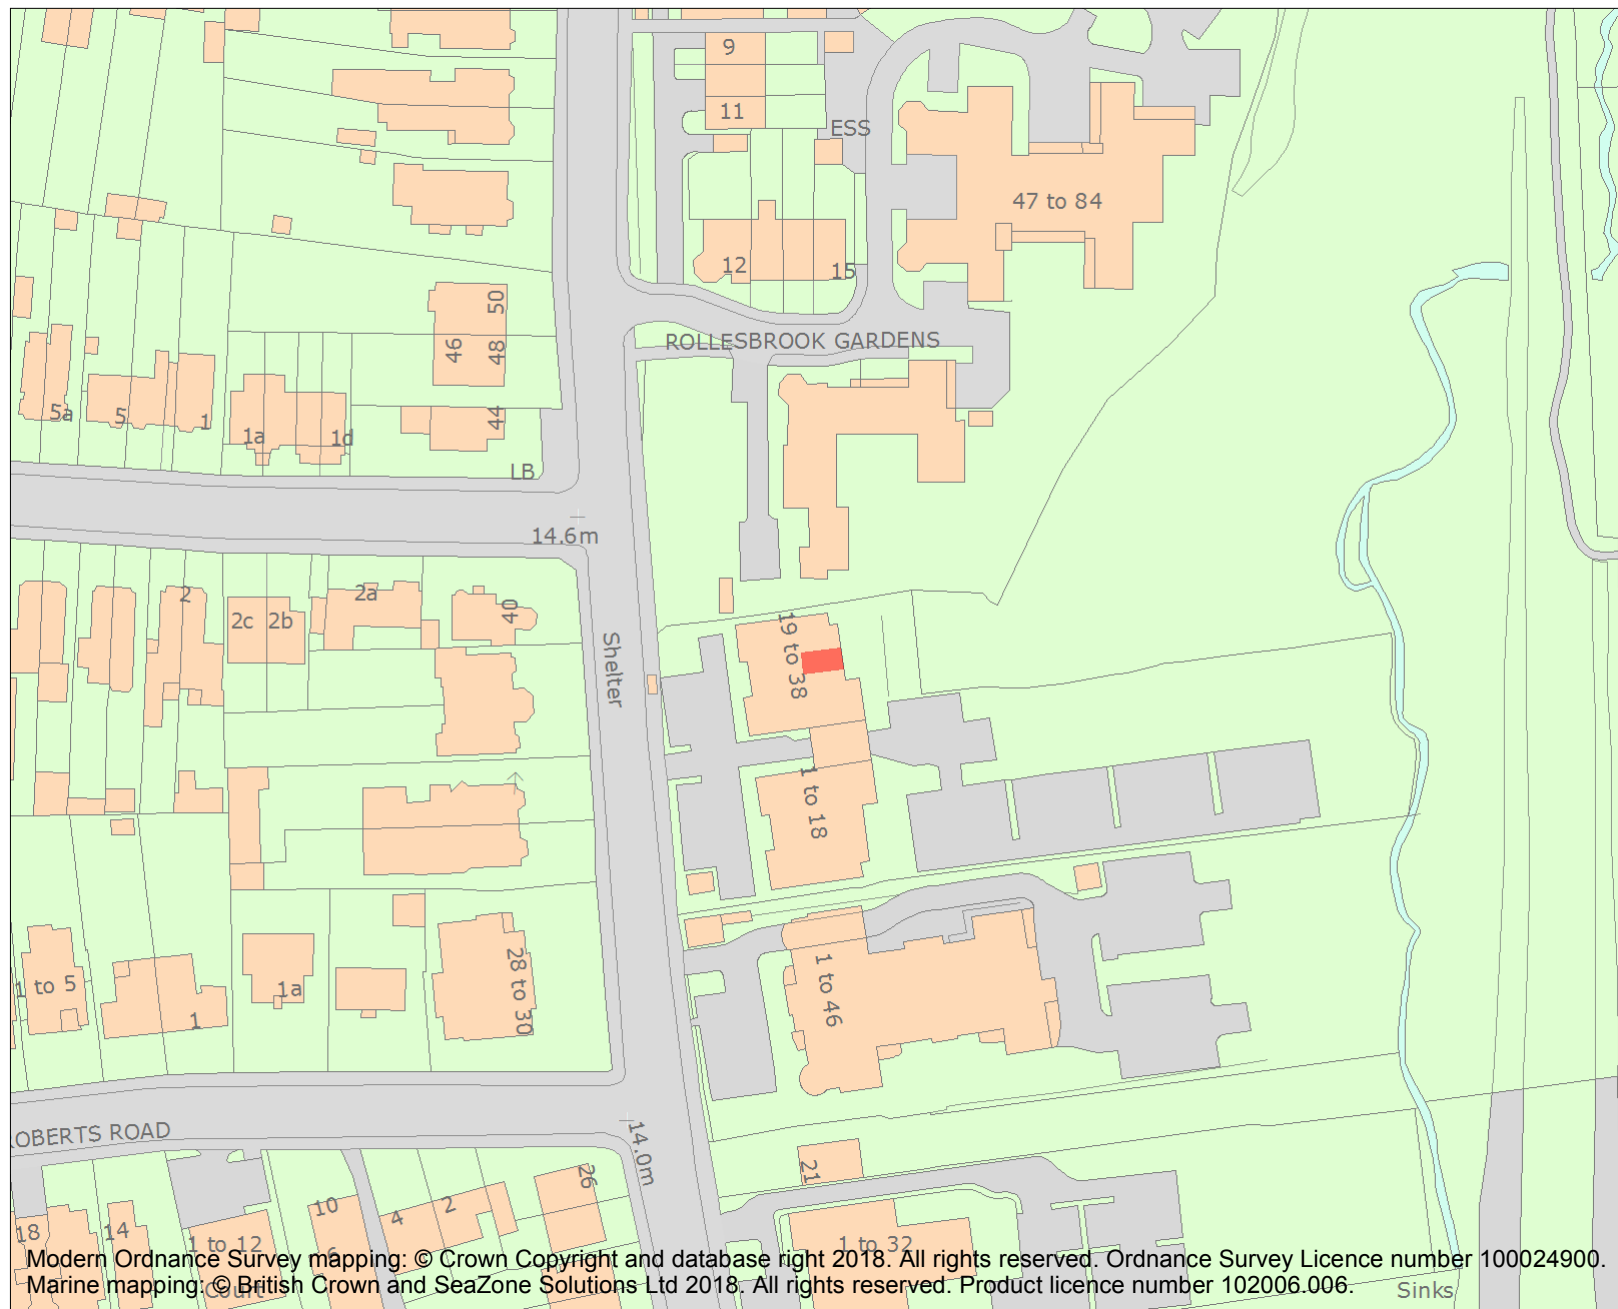 9
11
ESS
47 to 84
12
15
50
ROLLESBROOK GARDENS
46
48
5a
5
1
44
1a
1d
LB
14.6m
2
2a
2c
2b
40
19 to 38
Shelter
1 to 18
1 to 5
1
1a
28 to 30
1 to 46
OBERTS ROAD
14.0m
21
26
10
4
2
18
14
1 to 12
6
1 to 32
Modern Ordnance Survey mapping: © Crown Copyright and database right 2018. All rights reserved. Ordnance Survey Licence number 100024900.
Marine mapping: © British Crown and SeaZone Solutions Ltd 2018. All rights reserved. Product licence number 102006.006.
Court
Sinks